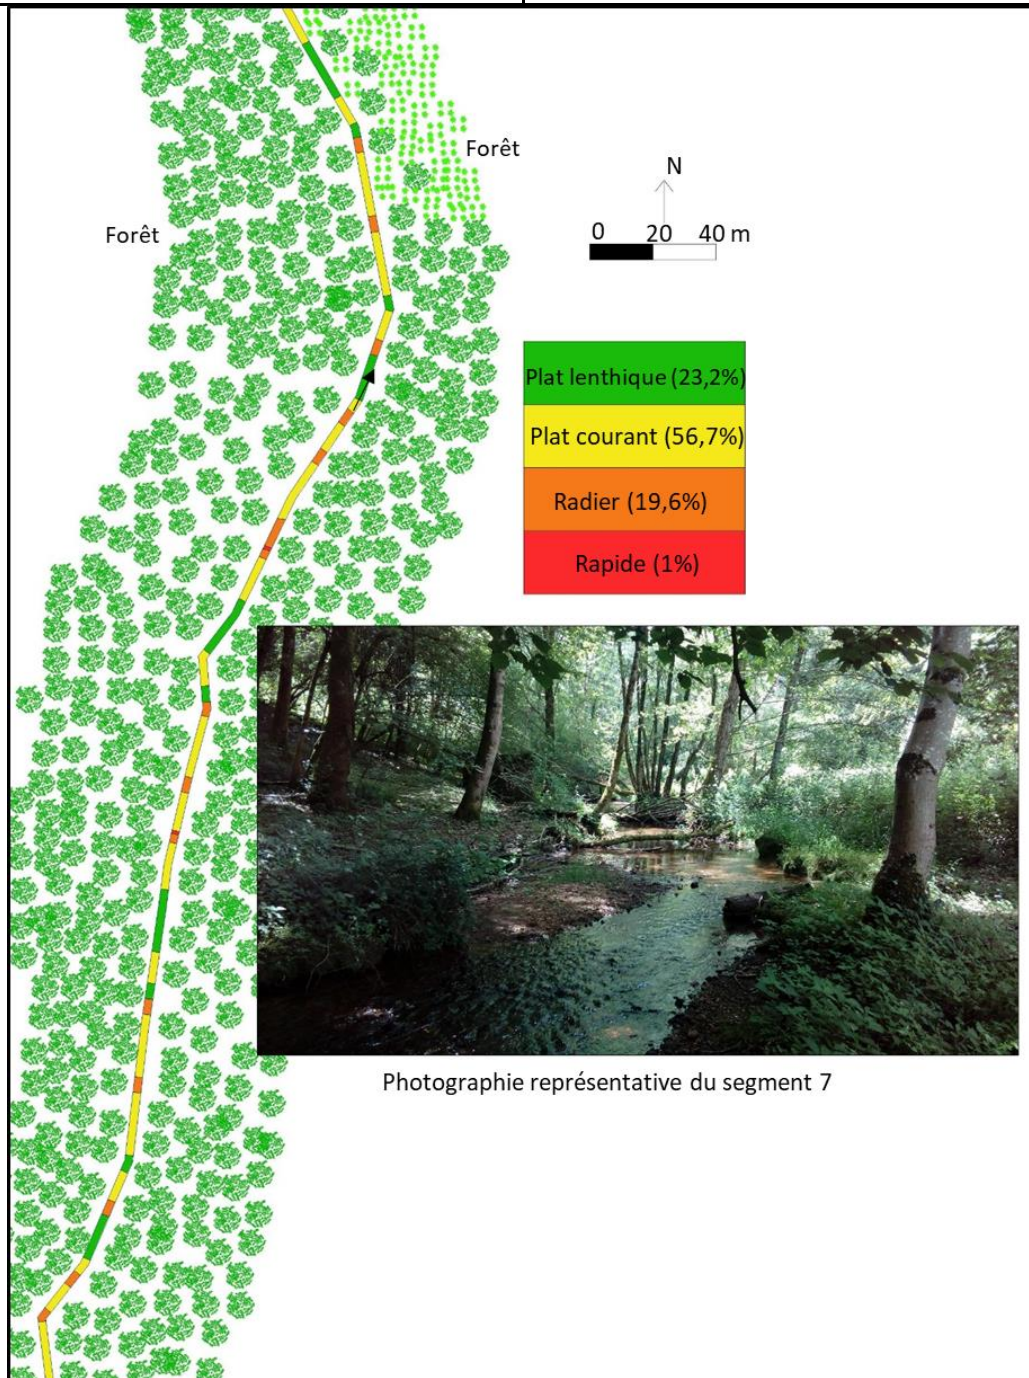 Forêt
N
Forêt
0 20 40 m
Plat lenthique (23,2%)
Plat courant (56,7%)
Radier (19,6%)
Rapide (1%)
Photographie représentative du segment 7